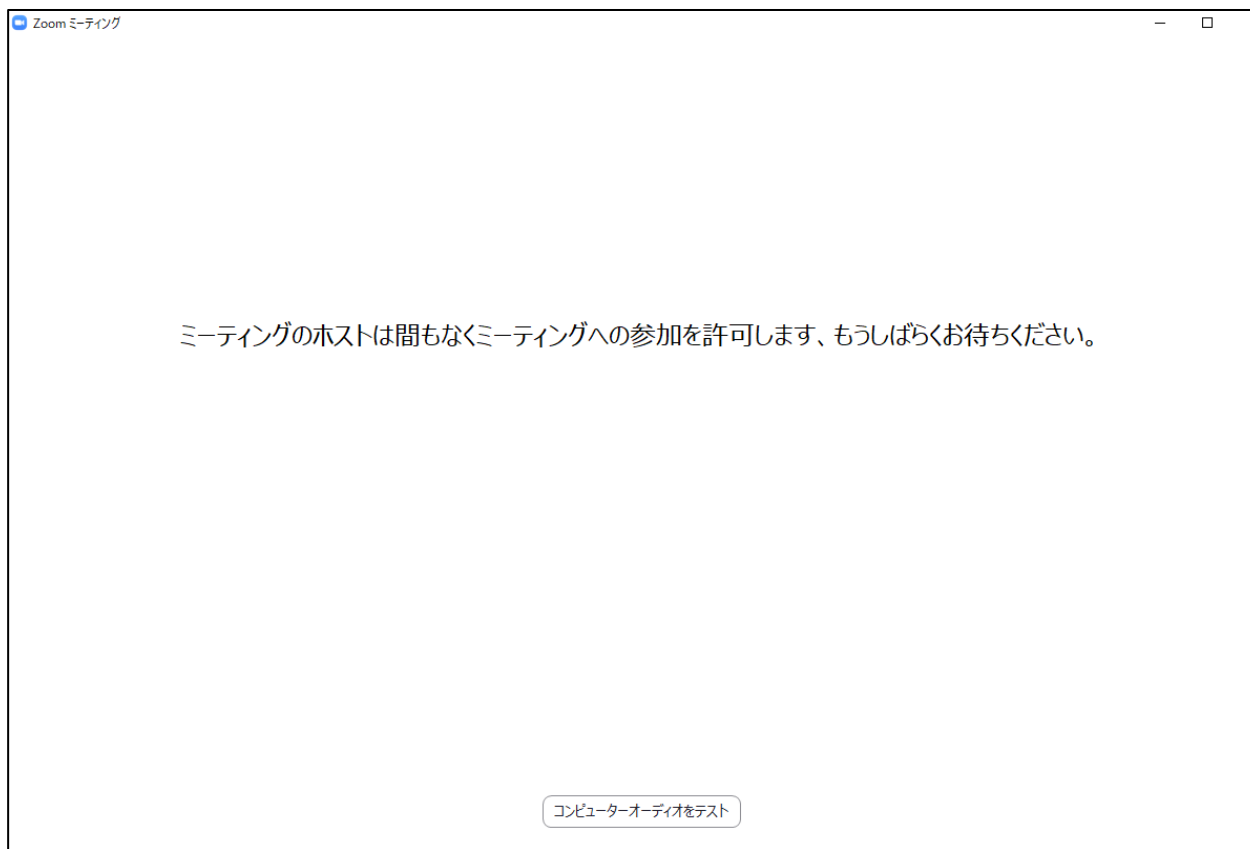 Zoom ミーティング
ミーティングのホストは間もなくミーティングへの参加を許可します、もうしばらくお待ちください。
コンピューターオーディオをテスト